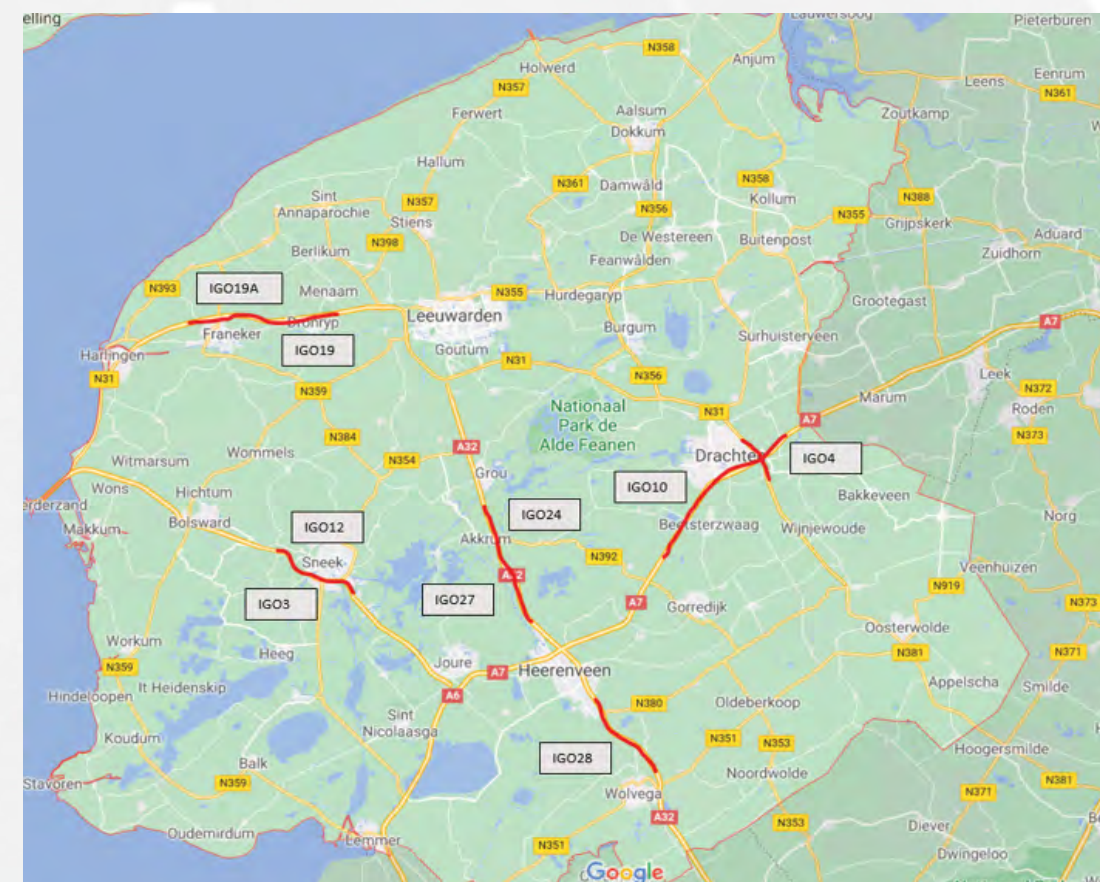 elling
Lauwersoog
Pieterburen
N358
Anjum
Holwerd
Leens
Eenrum
N357
N361
Ferwert
Aalsum
Zoutkamp
Dokkum
Hallum
N361
Damwâld
N358
Kollum
N388
Sint
Annaparochie
N357
Stiens
N356
N355
Grijpskerk
Aduard
N398
De Westereen
Buitenpost
Zuidhorn
Berlikum
Feanwâlden
N393
IGO19A
Menaam
N355
Hurdegaryp
Grootegast
Leeuwarden
Dronryp
Franeker
Burgum
Surhuisterveen
A7
IGO19
Goutum
Harlingen
N31
N356
Leek
N31
N359
Marum
N372
Nationaal
Park de
Alde Feanen
N31
A7
Roden
N384
A32
N373
Witmarsum
Wommels
N354
Grou
Drachten
IGO4
Wons
Hichtum
IGO10
Bakkeveen
erderzand
Makkum
Bolsward
IGO12
IGO24
Beetsterzwaag
Wijnjewoude
Norg
Akkrum
Sneek
N392
Veenhuizen
A32
N919
IGO3
IGO27
A7
Gorredijk
N373
Oosterwolde
Workum
Heeg
N359
Joure
A7
Heerenveen
N381
N371
It Heidenskip
A6
Appelscha
Smilde
Hindeloopen
N380
Oldeberkoop
Sint
Nicolaasga
Koudum
N351
N353
Hoogersmilde
IGO28
Balk
Noordwolde
Stavoren
N359
Wolvega
N371
N381
A32
N353
Oudemirdum
Lemmer
Diever
N351
Dwingeloo
Google